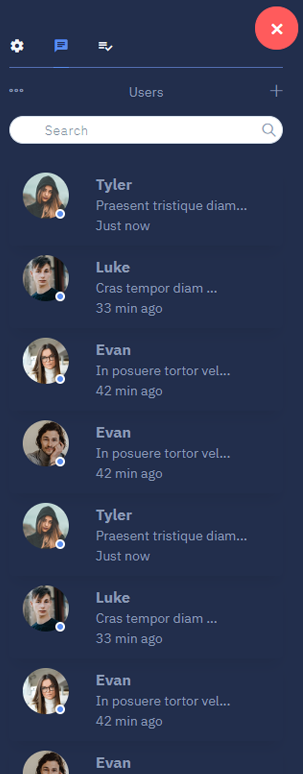 Users
Search
Tyler
Praesent tristique diam...
Just now
Luke
Cras tempor diam ...
33 min ago
Evan
In posuere tortor vel...
42 min ago
Evan
In posuere tortor vel...
42 min ago
Tyler
Praesent tristique diam...
Just now
Luke
Cras tempor diam ...
33 min ago
Evan
In posuere tortor vel...
42 min ago
Evan